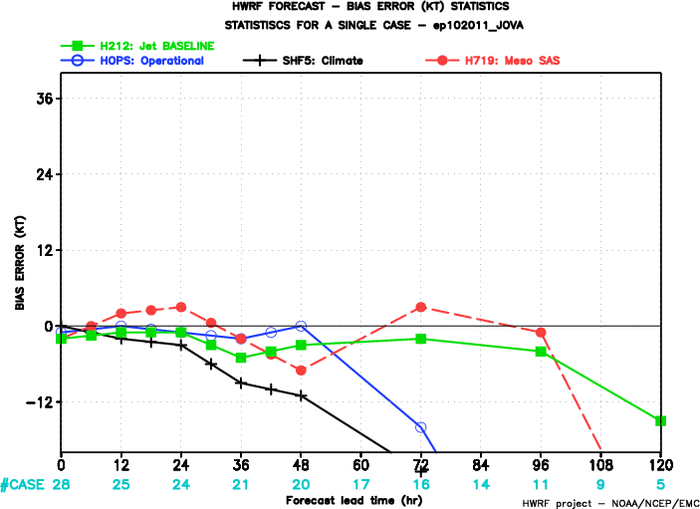 HWRF FORECAST – BIAS ERROR (KT) STATISTICS
STATISTISCS FOR A SINGLE CASE – ep102011_JOVA
H212: Jet BASELINE
HOPS: Operational
SHF5: Climate
H719: Meso SAS
BIAS ERROR (KT)
36
24
12
0
–12
0 12 24 36 48 60 72 84 96 108 120
#CASE 28 25 24 21 20 17 16 14 11 9 5
Forecast lead time (hr)
HWRF project – NOAA/NCEP/EMC